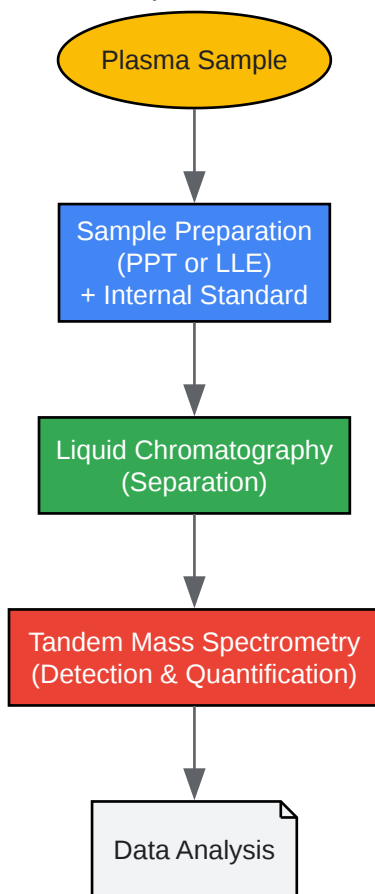 Plasma Sample
Sample Preparation
(PPT or LLE)
+ Internal Standard
Liquid Chromatography
(Separation)
Tandem Mass Spectrometry
(Detection & Quantification)
Data Analysis